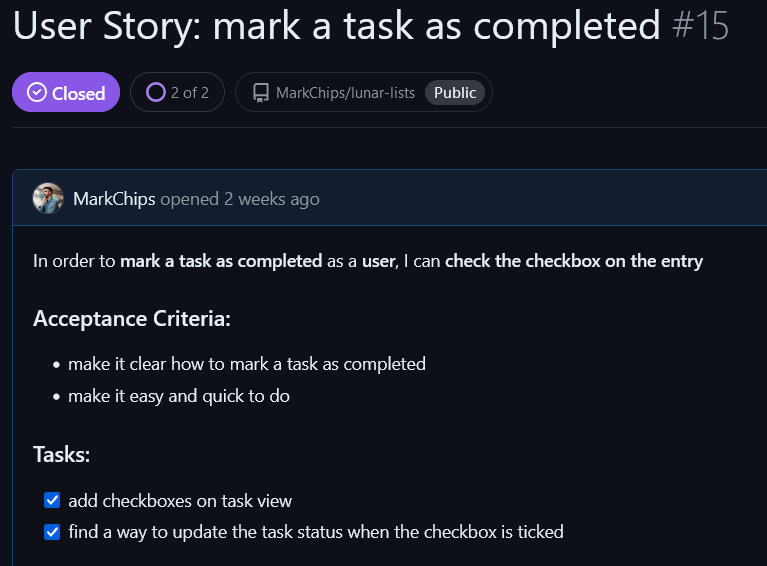 User Story: mark a task as completed #15
Closed 2 of 2 MarkChips/lunar-lists Public
MarkChips opened 2 weeks ago
In order to mark a task as completed as a user, I can check the checkbox on the entry
Acceptance Criteria:
make it clear how to mark a task as completed
make it easy and quick to do
Tasks:
add checkboxes on task view
find a way to update the task status when the checkbox is ticked